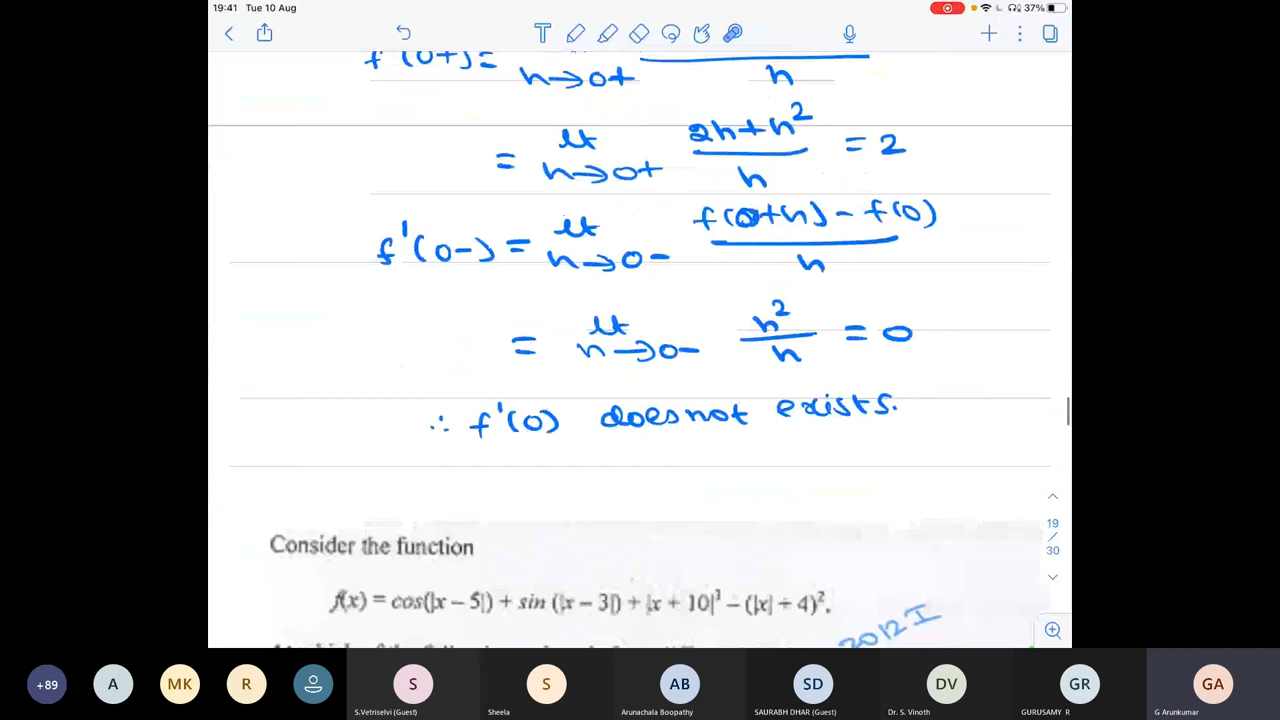 19:41 Tue 10 Aug
37%
f'(0+) =
h→0+
h
= lt h→0+ 2h+h² / h = 2
f'(0-) = lt h→0- f(0+h) - f(0) / h
= lt h→0- h² / h = 0
∴ f'(0) does not exists.
Consider the function
f(x) = cos(|x − 5|) + sin (|x − 3|) + |x + 10|³ − (|x| + 4)².
2012 I
19
/
30
+89
A
MK
R
S
S.Vetriselvi (Guest)
S
Sheela
AB
Arunachala Boopathy
SD
SAURABH DHAR (Guest)
DV
Dr. S. Vinoth
GR
GURUSAMY R
GA
G Arunkumar